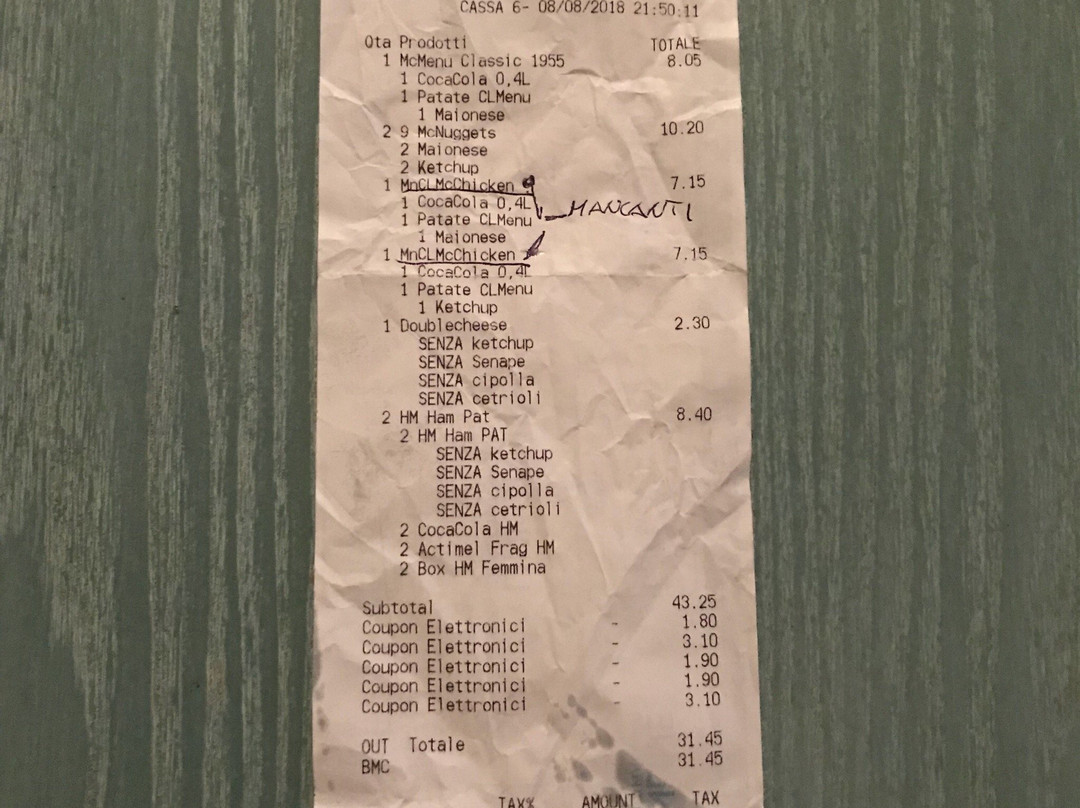 CASSA 6- 08/08/2018 21:50:11
Qta Prodotti TOTALE
1 McMenu Classic 1955 8.05
1 CocaCola 0,4L
1 Patate CLMenu
1 Maionese
2 9 McNuggets 10.20
2 Maionese
2 Ketchup
1 MnCLMcChicken 7.15
1 CocaCola 0,4L MANCANTI
1 Patate CLMenu
1 Maionese
1 MnCLMcChicken 7.15
1 CocaCola 0,4L
1 Patate CLMenu
1 Ketchup
1 Doublecheese 2.30
SENZA ketchup
SENZA Senape
SENZA cipolla
SENZA cetrioli
2 HM Ham Pat 8.40
2 HM Ham PAT
SENZA ketchup
SENZA Senape
SENZA cipolla
SENZA cetrioli
2 CocaCola HM
2 Actimel Frag HM
2 Box HM Femmina
Subtotal 43.25
Coupon Elettronici - 1.80
Coupon Elettronici - 3.10
Coupon Elettronici - 1.90
Coupon Elettronici - 1.90
Coupon Elettronici - 3.10
OUT Totale 31.45
BMC 31.45
TAX% AMOUNT TAX